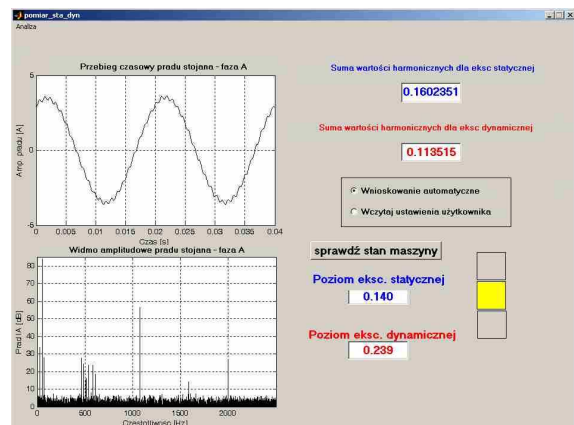 pomiar_sta_dyn
Analiza
Przebieg czasowy pradu stojana - faza A
Amp. pradu [A]
5
0
-5
0 0.005 0.01 0.015 0.02 0.025 0.03 0.035 0.04
Czas [s]
Widmo amplitudowe pradu stojana - faza A
Prad IA [dB]
80
70
60
50
40
30
20
10
0
0 500 1000 1500 2000
Czestotliwosc [Hz]
Suma wartości harmonicznych dla eksc statycznej
0.1602351
Suma wartości harmonicznych dla eksc dynamicznej
0.113515
Wnioskowanie automatyczne
Wczytaj ustawienia użytkownika
sprawdź stan maszyny
Poziom eksc. statycznej
0.140
Poziom eksc. dynamicznej
0.239